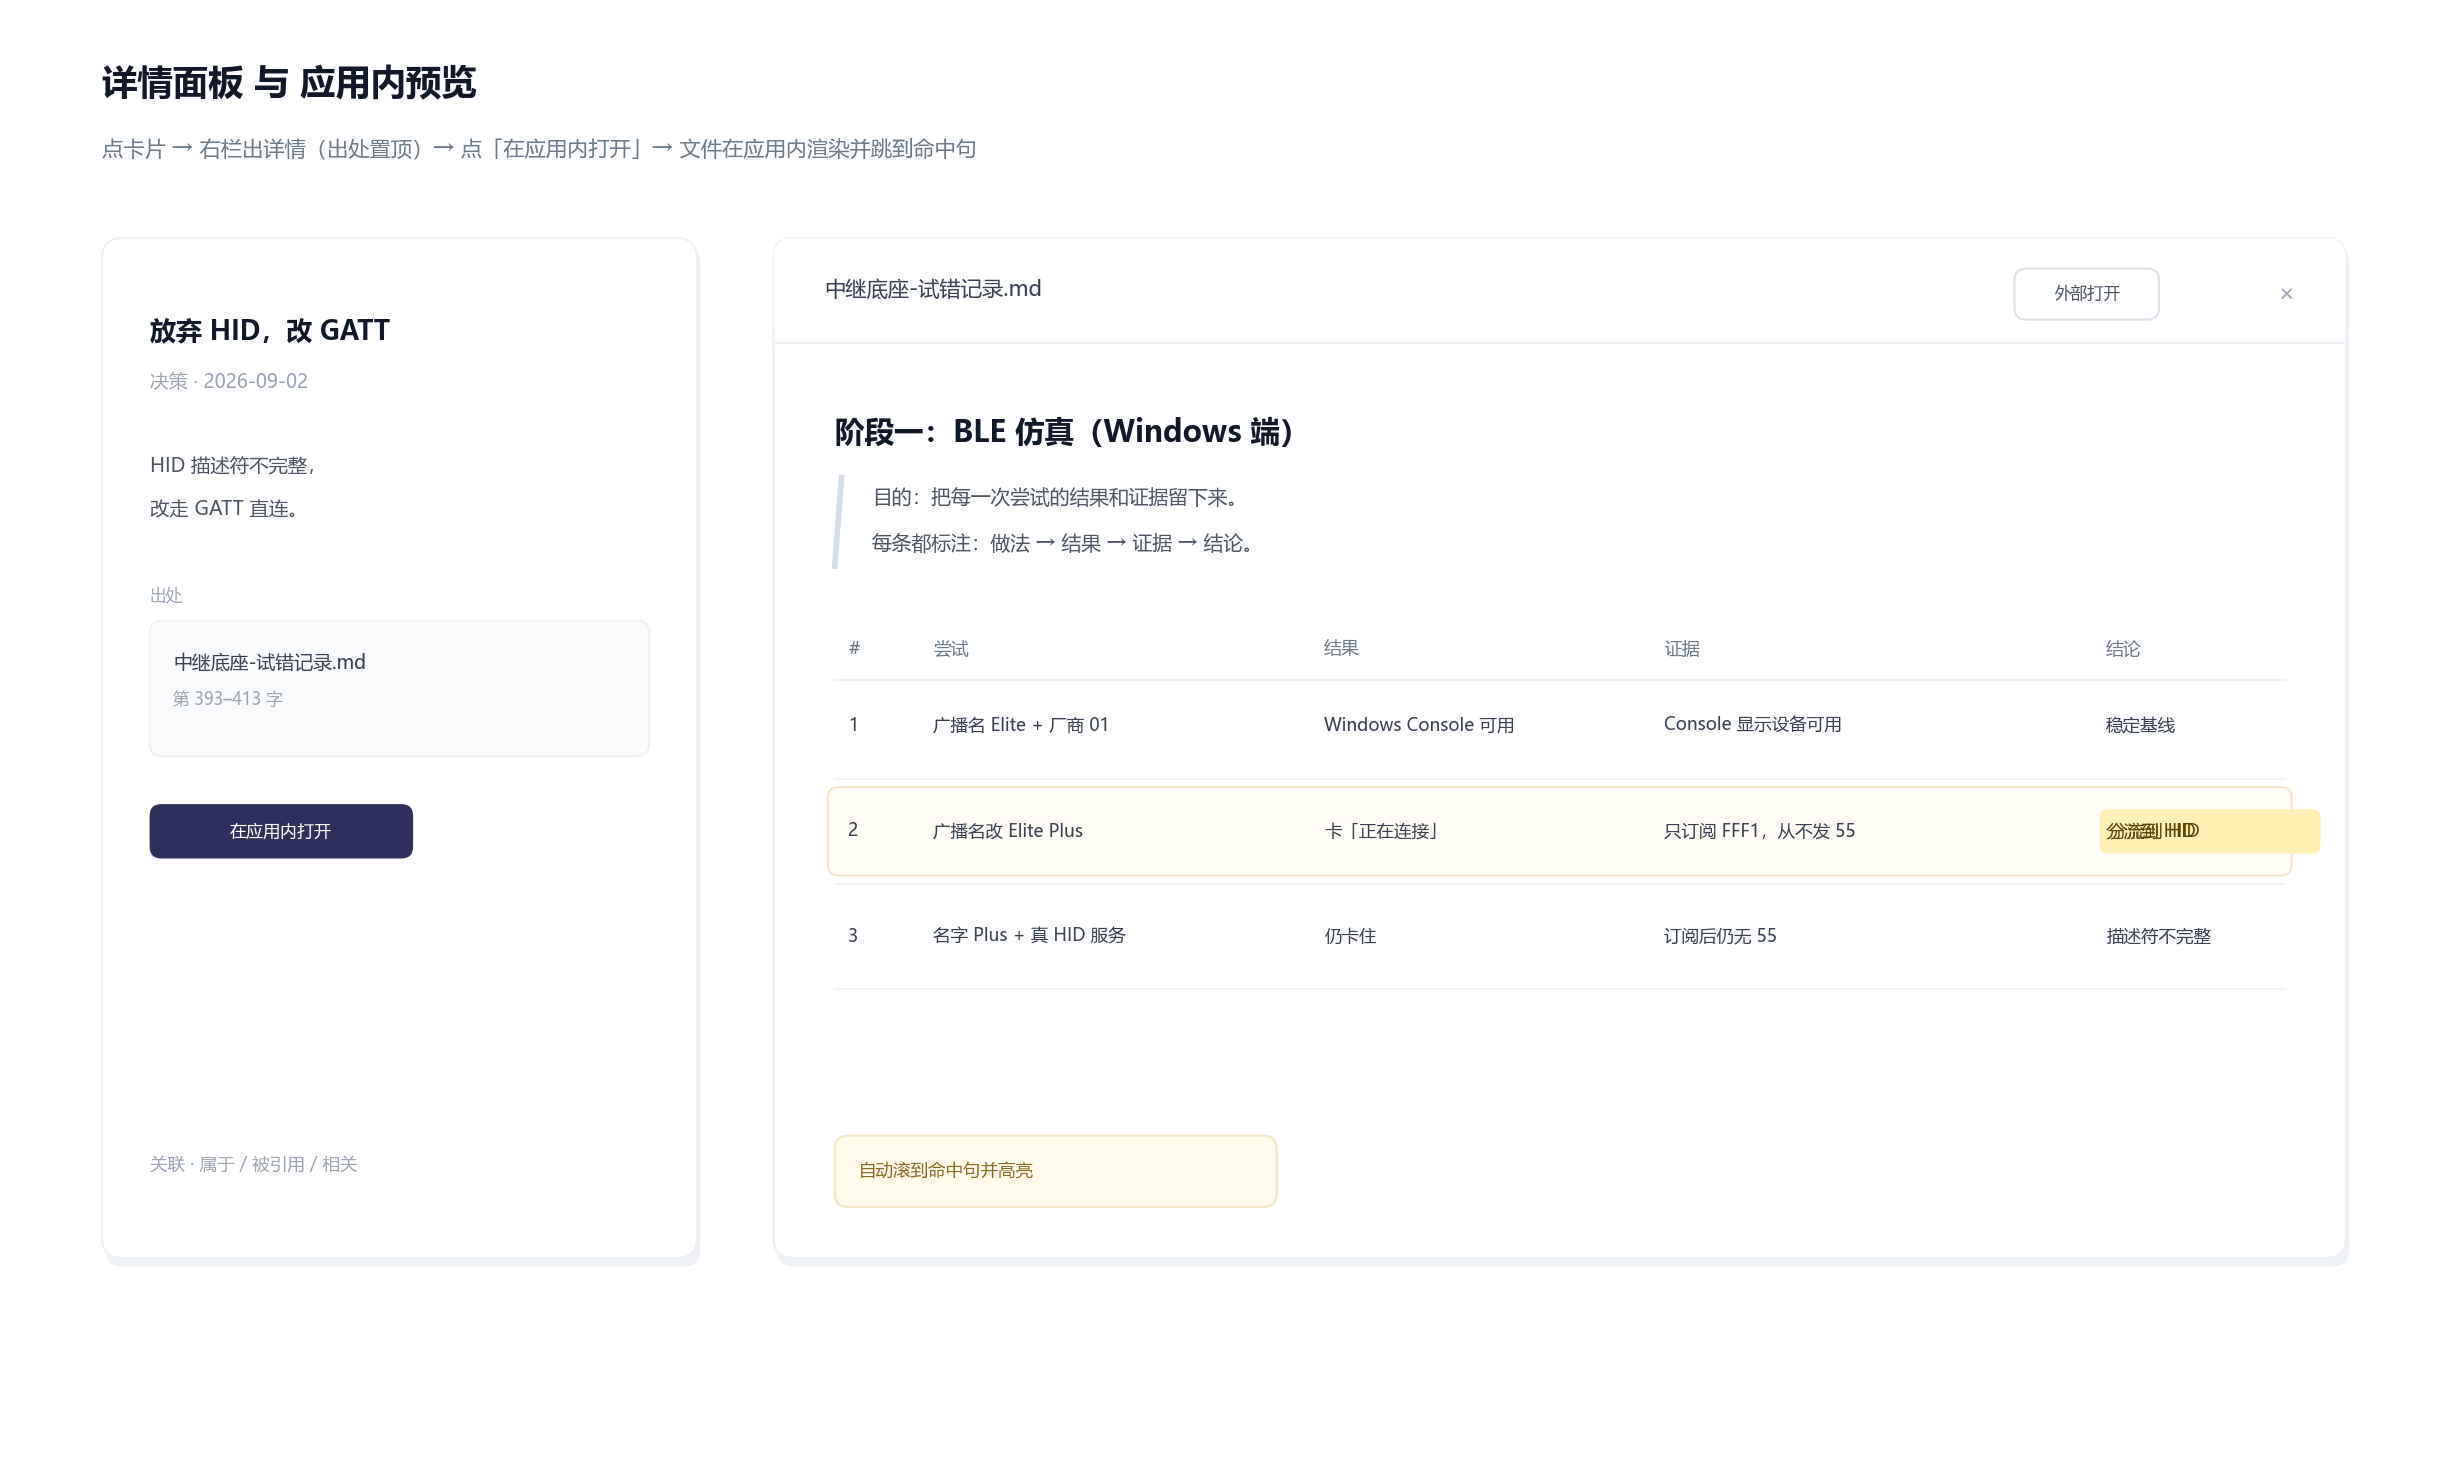 详情面板 与 应用内预览
点卡片 → 右栏出详情（出处置顶）→ 点「在应用内打开」→ 文件在应用内渲染并跳到命中句
放弃 HID，改 GATT
决策 · 2026-09-02
HID 描述符不完整，
改走 GATT 直连。
出处
中继底座-试错记录.md
第 393–413 字
在应用内打开
关联 · 属于 / 被引用 / 相关
中继底座-试错记录.md
外部打开
×
阶段一：BLE 仿真（Windows 端）
目的：把每一次尝试的结果和证据留下来。
每条都标注：做法 → 结果 → 证据 → 结论。
# 尝试 结果 证据 结论
1 广播名 Elite + 厂商 01 Windows Console 可用 Console 显示设备可用 稳定基线
2 广播名改 Elite Plus 卡「正在连接」 只订阅 FFF1，从不发 55 分流到 HID
3 名字 Plus + 真 HID 服务 仍卡住 订阅后仍无 55 描述符不完整
自动滚到命中句并高亮